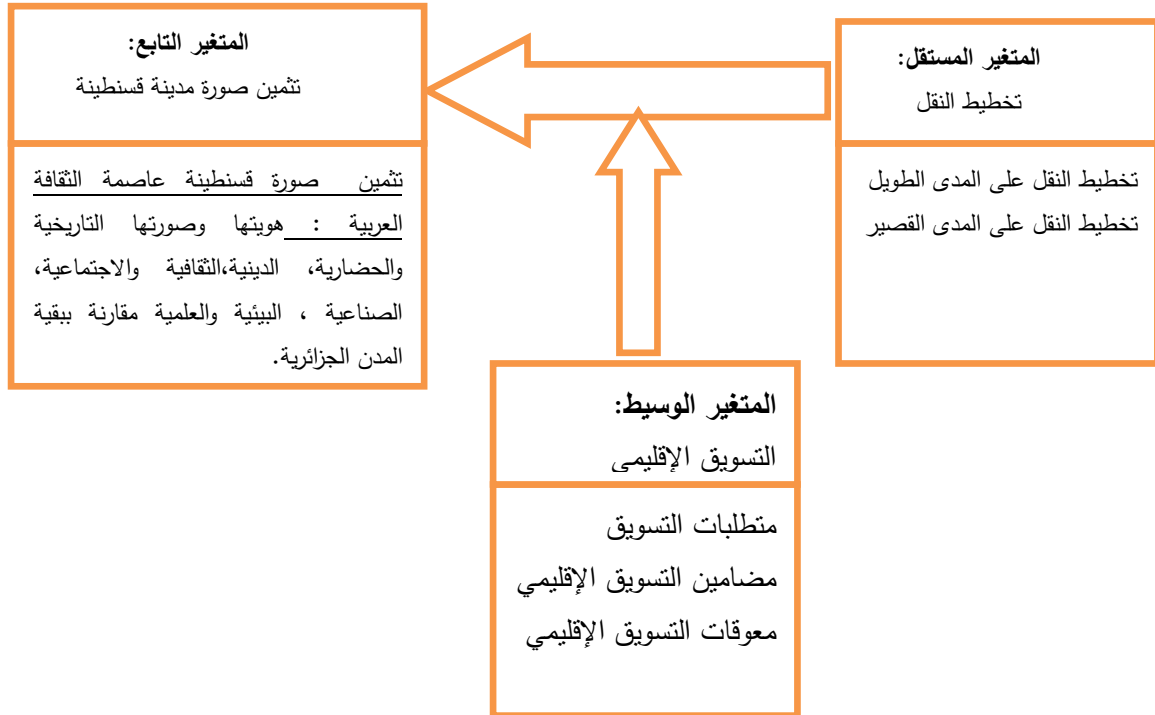 المتغير المستقل:
تخطيط النقل
تخطيط النقل على المدى الطويل
تخطيط النقل على المدى القصير
المتغير التابع:
تثمين صورة مدينة قسنطينة
تثمين صورة قسنطينة عاصمة الثقافة
العربية : هويتها وصورتها التاريخية
والحضارية، الدينية،الثقافية والاجتماعية،
الصناعية ، البيئية والعلمية مقارنة ببقية
المدن الجزائرية.
المتغير الوسيط:
التسويق الإقليمي
متطلبات التسويق
مضامين التسويق الإقليمي
معوقات التسويق الإقليمي